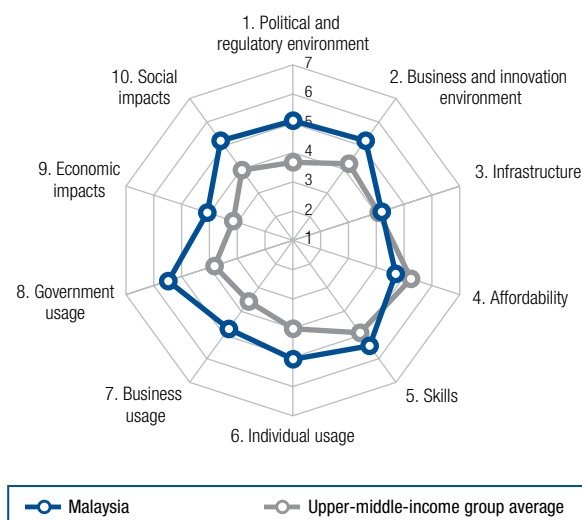 1. Political and
regulatory environment
2. Business and innovation
environment
3. Infrastructure
4. Affordability
5. Skills
6. Individual usage
7. Business
usage
8. Government
usage
9. Economic
impacts
10. Social
impacts
7
6
5
4
3
2
1
Malaysia
Upper-middle-income group average